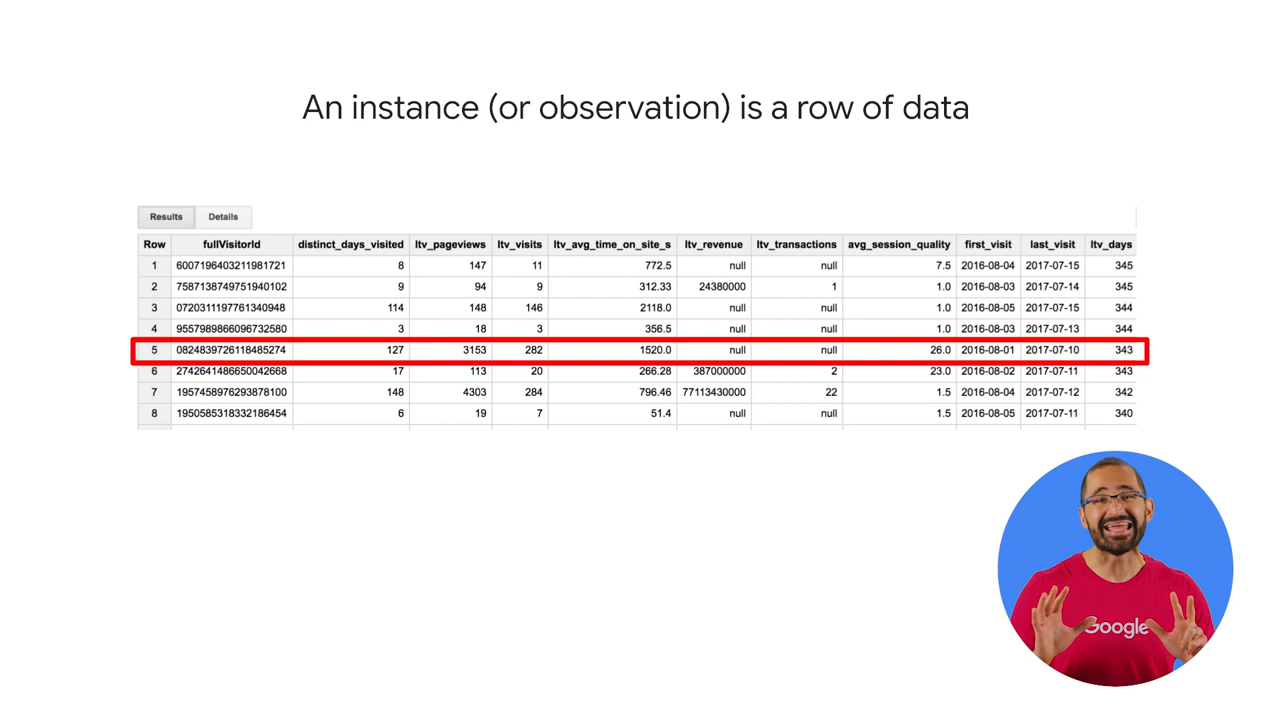 An instance (or observation) is a row of data
Results Details
Row fullVisitorId distinct_days_visited ltv_pageviews ltv_visits ltv_avg_time_on_site_s ltv_revenue ltv_transactions avg_session_quality first_visit last_visit ltv_days
1 6007196403211981721 8 147 11 772.5 null null 7.5 2016-08-04 2017-07-15 345
2 7587138749751940102 9 94 9 312.33 24380000 1 1.0 2016-08-03 2017-07-14 345
3 0720311197761340948 114 148 146 2118.0 null null 1.0 2016-08-05 2017-07-15 344
4 9557989866096732580 3 18 3 356.5 null null 1.0 2016-08-03 2017-07-13 344
5 0824839726118485274 127 3153 282 1520.0 null null 26.0 2016-08-01 2017-07-10 343
6 2742641486650042668 17 113 20 266.28 387000000 2 23.0 2016-08-02 2017-07-11 343
7 1957458976293878100 148 4303 284 796.46 77113430000 22 1.5 2016-08-04 2017-07-12 342
8 1950585318332186454 6 19 7 51.4 null null 1.5 2016-08-05 2017-07-11 340
Google